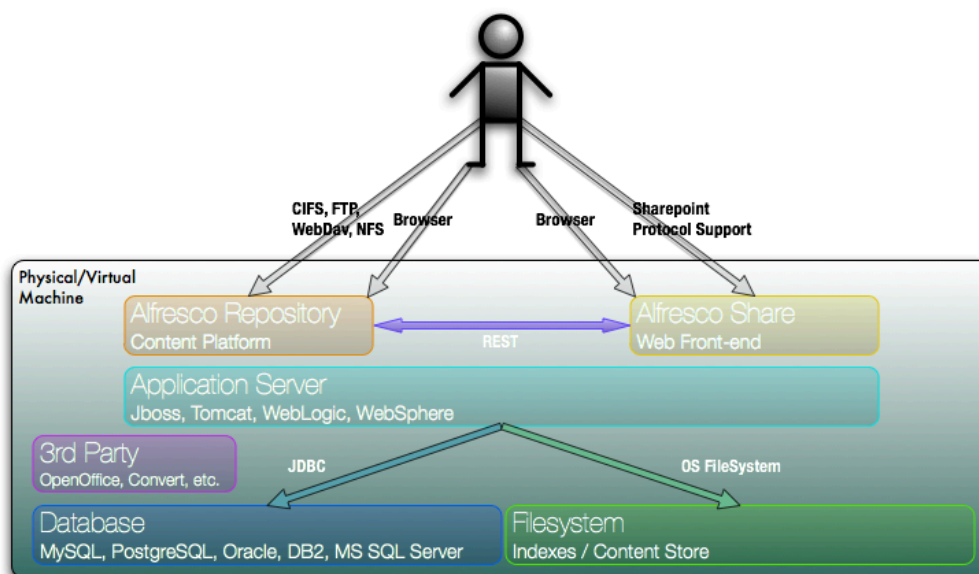 CIFS, FTP,
WebDav, NFS
Browser
Browser
Sharepoint
Protocol Support
Physical/Virtual
Machine
Alfresco Repository
Content Platform
REST
Alfresco Share
Web Front-end
Application Server
Jboss, Tomcat, WebLogic, WebSphere
3rd Party
OpenOffice, Convert, etc.
JDBC
OS FileSystem
Database
MySQL, PostgreSQL, Oracle, DB2, MS SQL Server
Filesystem
Indexes / Content Store